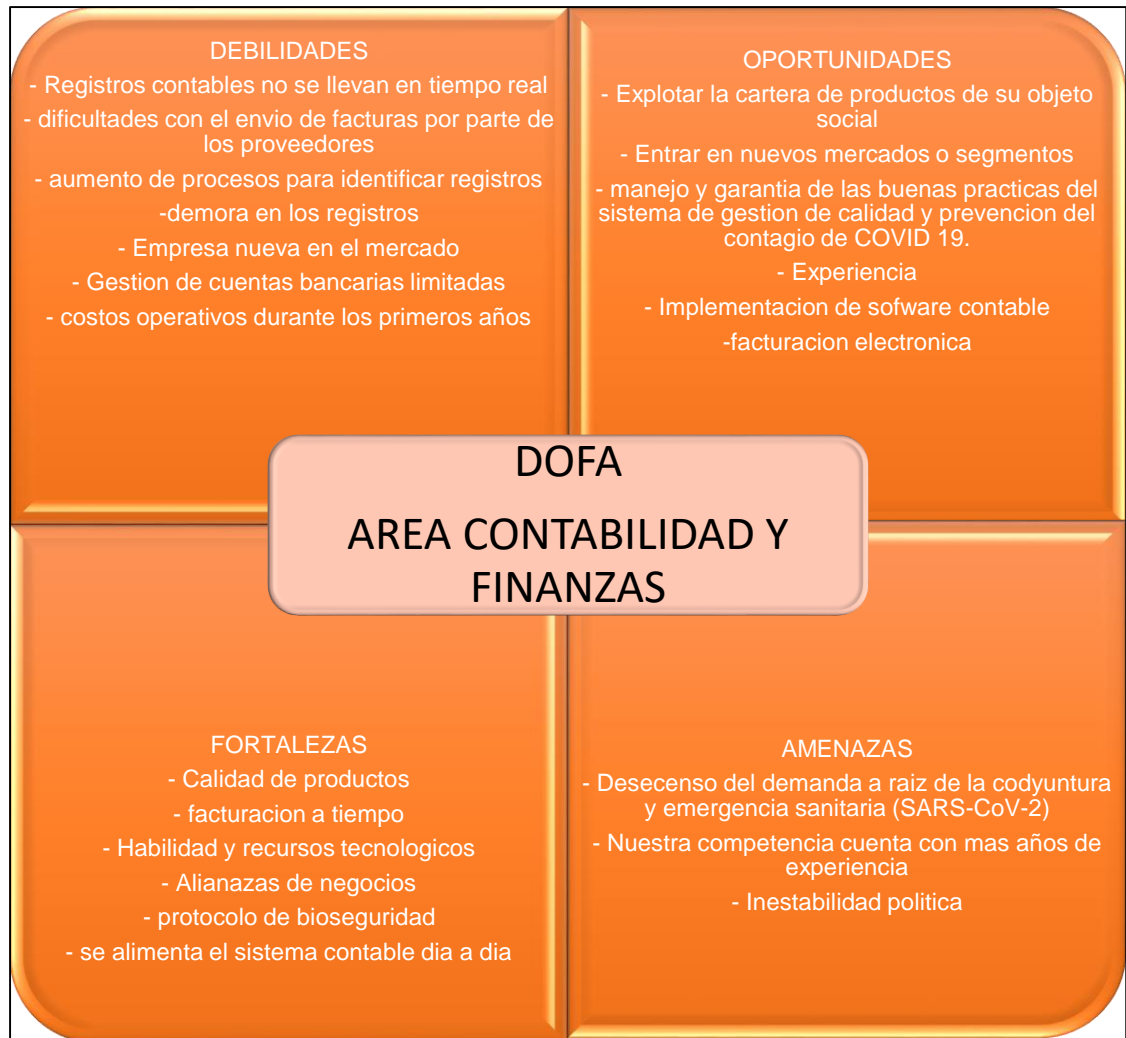 DEBILIDADES
- Registros contables no se llevan en tiempo real
- dificultades con el envio de facturas por parte de
los proveedores
- aumento de procesos para identificar registros
-demora en los registros
- Empresa nueva en el mercado
- Gestion de cuentas bancarias limitadas
- costos operativos durante los primeros años
OPORTUNIDADES
- Explotar la cartera de productos de su objeto
social
- Entrar en nuevos mercados o segmentos
- manejo y garantia de las buenas practicas del
sistema de gestion de calidad y prevencion del
contagio de COVID 19.
- Experiencia
- Implementacion de sofware contable
-facturacion electronica
DOFA
AREA CONTABILIDAD Y
FINANZAS
FORTALEZAS
- Calidad de productos
- facturacion a tiempo
- Habilidad y recursos tecnologicos
- Alianazas de negocios
- protocolo de bioseguridad
- se alimenta el sistema contable dia a dia
AMENAZAS
- Desecenso del demanda a raiz de la codyuntura
y emergencia sanitaria (SARS-CoV-2)
- Nuestra competencia cuenta con mas años de
experiencia
- Inestabilidad politica